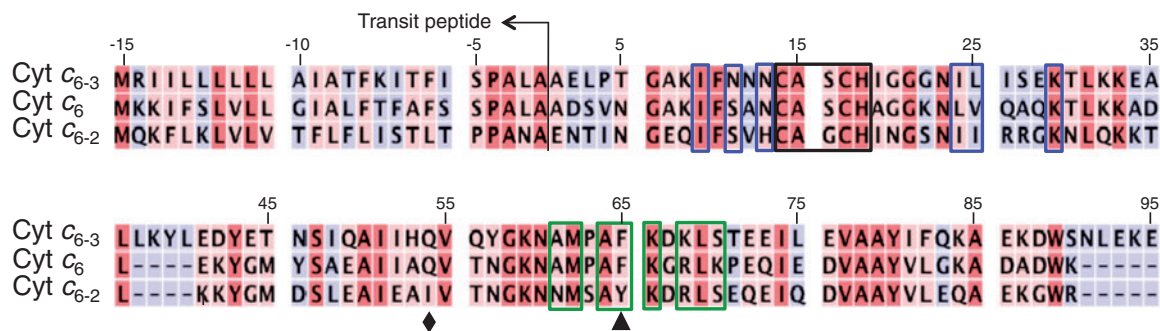 Transit peptide
-15 -10 -5 5 15 25 35
Cyt c6-3 MRIILLLLLL AIATFKITFI SPALAAELPT GAKIFNNNCA SCHIGGGNIL ISEKTLKKEA
Cyt c6 MKKIFSLVLL GIALFTFAFS SPALAADSVN GAKIFSANCA SCHAGGKNLV QAQKTLKKAD
Cyt c6-2 MQKFLKLVLV TFLFLISTLT PPANAENTIN GEQIFSVHCA GCHINGSNII RRGKNLQKKT
45 55 65 75 85 95
Cyt c6-3 LLKYLEDYET NSIQAIIHQV QYGKNAMPAF KDKLSTEEIL EVAAYIFQKA EKDWSNLEKE
Cyt c6 L----EKYGM YSAEAIIAQV TNGKNAMPAF KGRLKPEQIE DVAAYVLGKA DADWK-----
Cyt c6-2 L----KKYGM DSLEAIEAIV TNGKNNMSAY KDRLSEQEIQ DVAAYVLEQA EKGWR-----